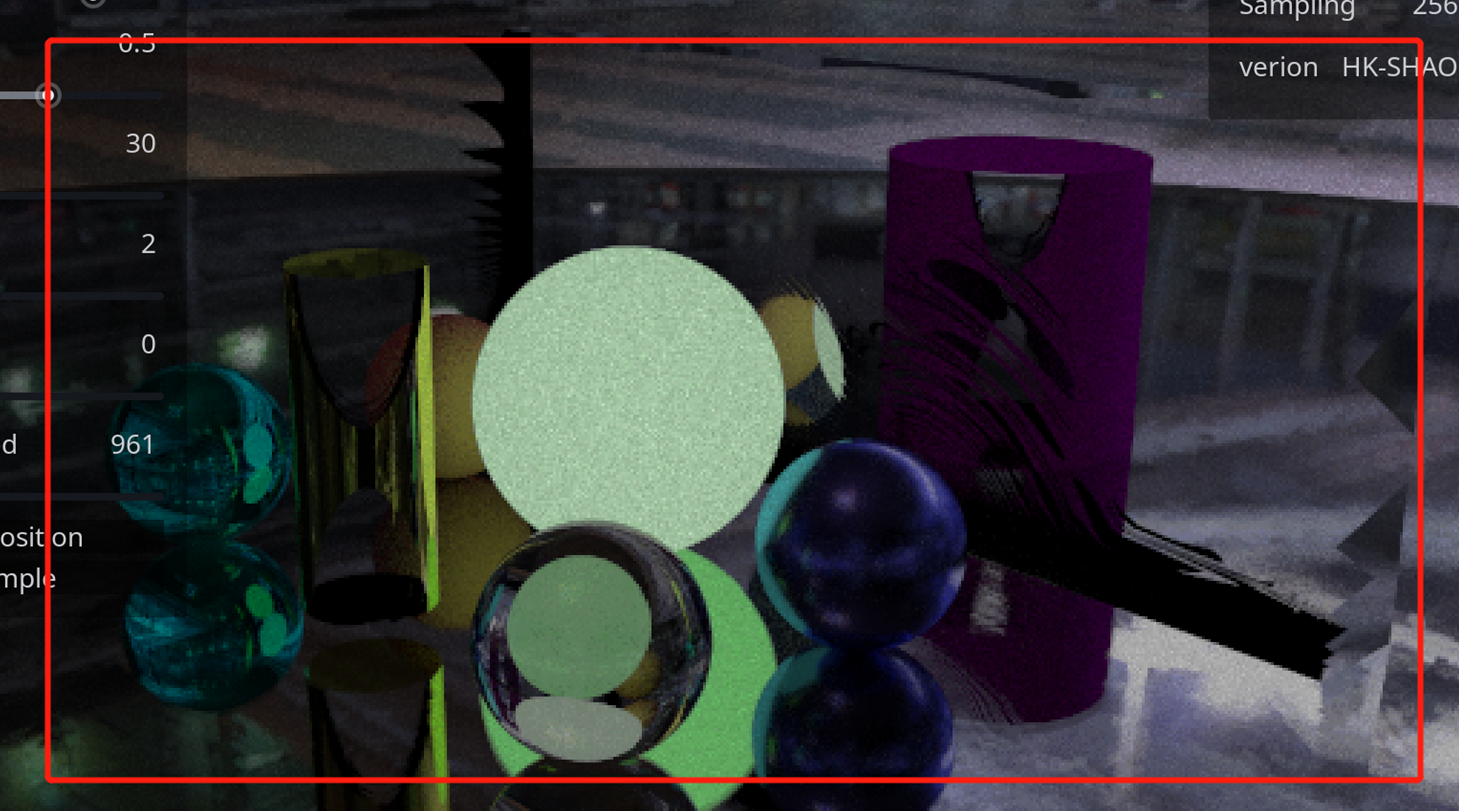 Sampling 256
0.5
verion HK-SHAO
30
2
0
d 961
osition
mple